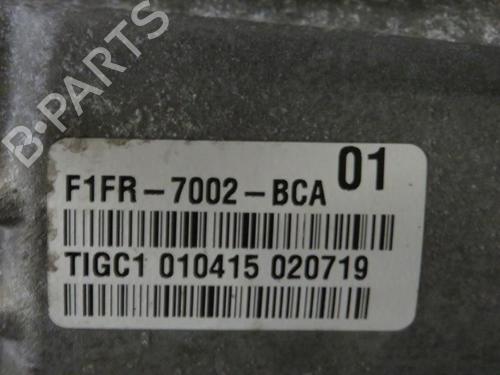 B-PARTS
01
F1FR-7002-BCA
TIGC1 010415 020719